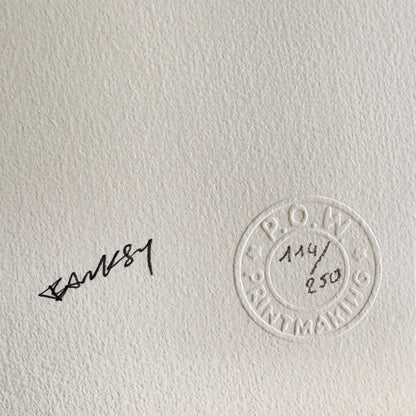 BANKSY
P.O.W.
114/
250
PRINTMAKING